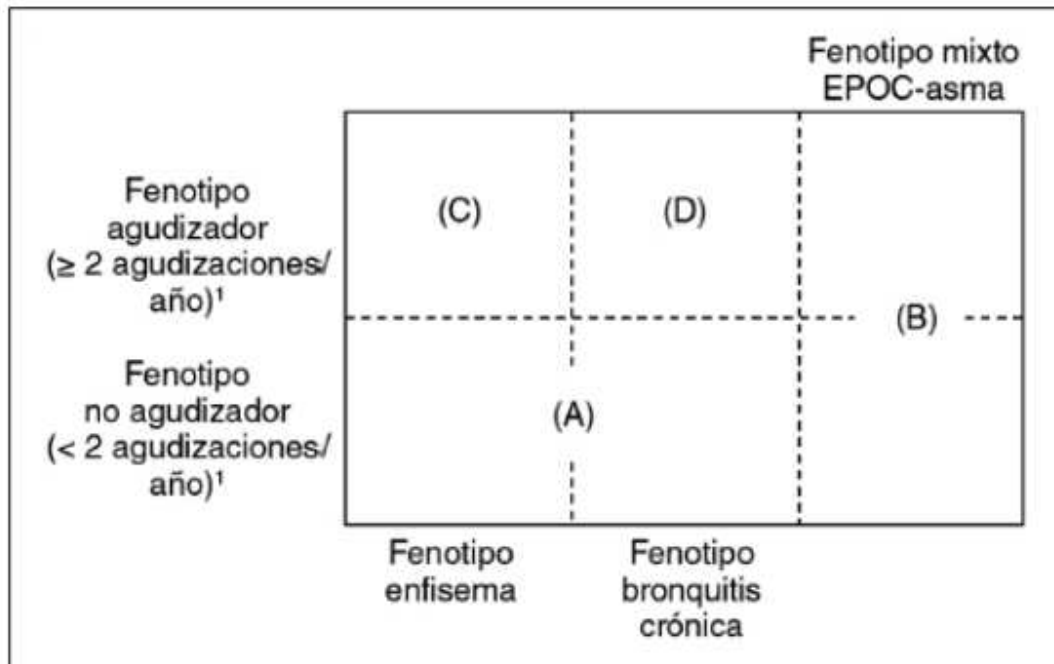 Fenotipo mixto
EPOC-asma
Fenotipo
agudizador
(≥ 2 agudizaciones/
año)¹
(C)
(D)
(B)
Fenotipo
no agudizador
(< 2 agudizaciones/
año)¹
(A)
Fenotipo
enfisema
Fenotipo
bronquitis
crónica